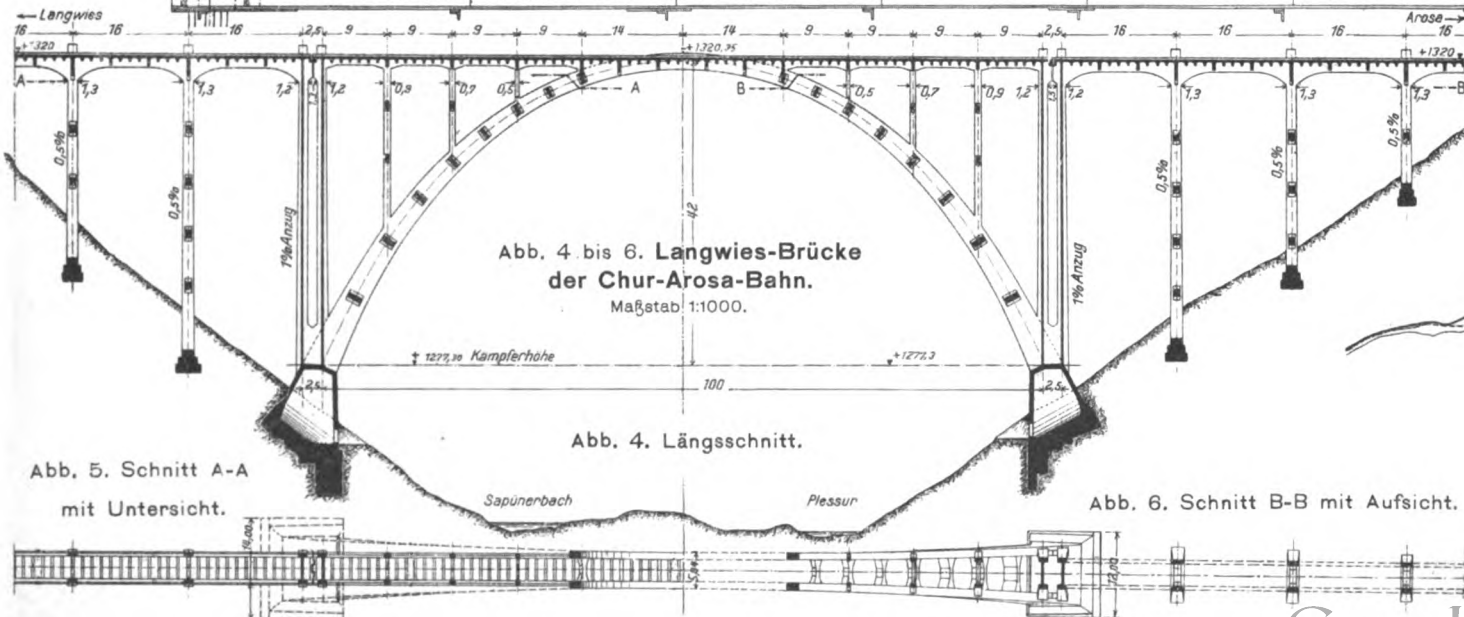 ← Langwies
Arosa →
16 16 16 2,5 9 9 9 9 14 14 9 9 9 9 2,5 16 16 16 16
+1320 +1320,75 +1320
A A B B
1,3 1,3 1,2 1,2 0,9 0,7 0,5 0,5 0,7 0,9 1,2 1,2 1,3 1,3 1,3
0,5% 0,5% 0,5% 0,5% 0,5%
1% Anzug 1% Anzug
42
Abb. 4 bis 6. Langwies-Brücke
der Chur-Arosa-Bahn.
Maßstab 1:1000.
+ 1277,30 Kämpferhöhe +1277,3
2,5 100 2,5
Abb. 4. Längsschnitt.
Abb. 5. Schnitt A-A
mit Untersicht.
Sapünerbach
Plessur
Abb. 6. Schnitt B-B mit Aufsicht.
14,00
12,00